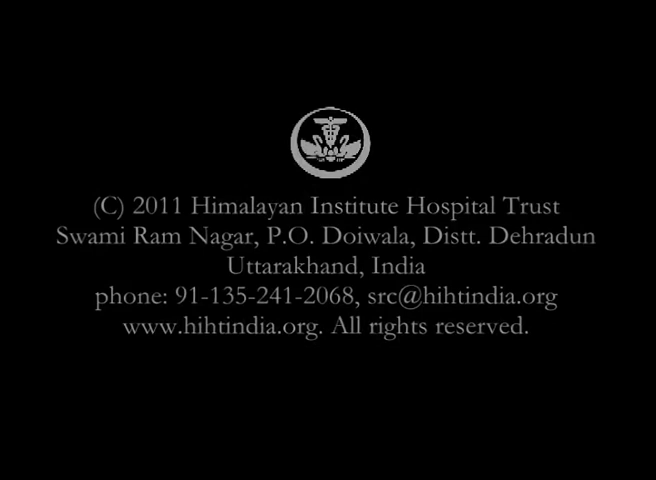 (C) 2011 Himalayan Institute Hospital Trust
Swami Ram Nagar, P.O. Doiwala, Distt. Dehradun
Uttarakhand, India
phone: 91-135-241-2068, src@hihtindia.org
www.hihtindia.org. All rights reserved.